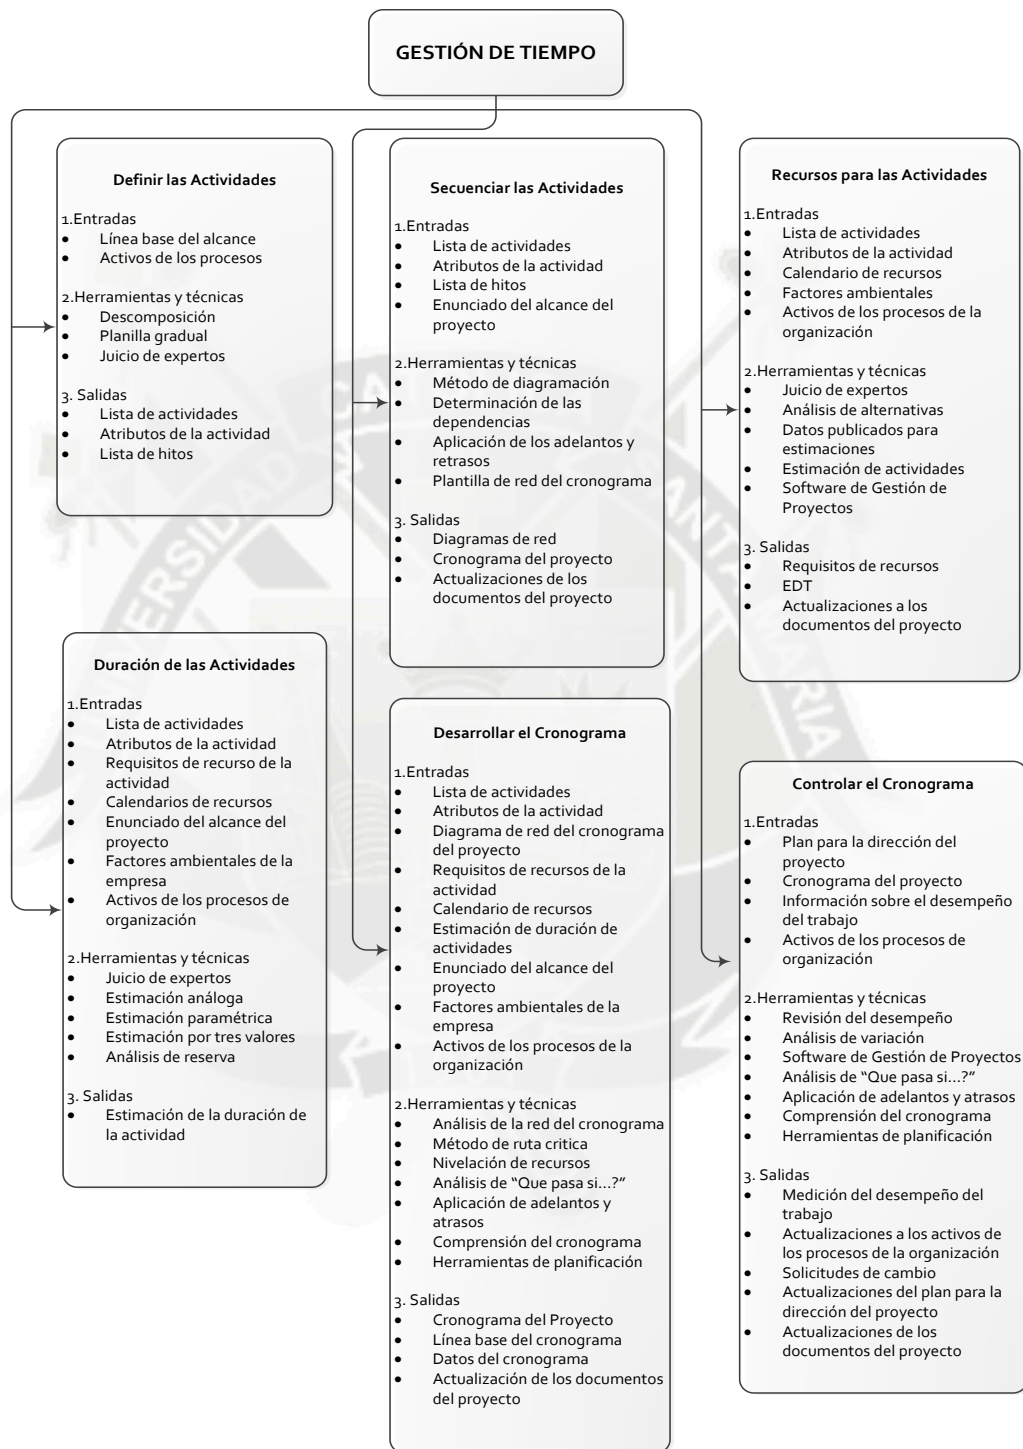 GESTIÓN DE TIEMPO
Definir las Actividades
1.Entradas
• Línea base del alcance
• Activos de los procesos
2.Herramientas y técnicas
• Descomposición
• Planilla gradual
• Juicio de expertos
3. Salidas
• Lista de actividades
• Atributos de la actividad
• Lista de hitos
Secuenciar las Actividades
1.Entradas
• Lista de actividades
• Atributos de la actividad
• Lista de hitos
• Enunciado del alcance del
proyecto
2.Herramientas y técnicas
• Método de diagramación
• Determinación de las
dependencias
• Aplicación de los adelantos y
retrasos
• Plantilla de red del cronograma
3. Salidas
• Diagramas de red
• Cronograma del proyecto
• Actualizaciones de los
documentos del proyecto
Recursos para las Actividades
1.Entradas
• Lista de actividades
• Atributos de la actividad
• Calendario de recursos
• Factores ambientales
• Activos de los procesos de la
organización
2.Herramientas y técnicas
• Juicio de expertos
• Análisis de alternativas
• Datos publicados para
estimaciones
• Estimación de actividades
• Software de Gestión de
Proyectos
3. Salidas
• Requisitos de recursos
• EDT
• Actualizaciones a los
documentos del proyecto
Duración de las Actividades
1.Entradas
• Lista de actividades
• Atributos de la actividad
• Requisitos de recurso de la
actividad
• Calendarios de recursos
• Enunciado del alcance del
proyecto
• Factores ambientales de la
empresa
• Activos de los procesos de
organización
2.Herramientas y técnicas
• Juicio de expertos
• Estimación análoga
• Estimación paramétrica
• Estimación por tres valores
• Análisis de reserva
3. Salidas
• Estimación de la duración de
la actividad
Desarrollar el Cronograma
1.Entradas
• Lista de actividades
• Atributos de la actividad
• Diagrama de red del cronograma
del proyecto
• Requisitos de recursos de la
actividad
• Calendario de recursos
• Estimación de duración de
actividades
• Enunciado del alcance del
proyecto
• Factores ambientales de la
empresa
• Activos de los procesos de la
organización
2.Herramientas y técnicas
• Análisis de la red del cronograma
• Método de ruta critica
• Nivelación de recursos
• Análisis de “Que pasa si...?”
• Aplicación de adelantos y
atrasos
• Comprensión del cronograma
• Herramientas de planificación
3. Salidas
• Cronograma del Proyecto
• Línea base del cronograma
• Datos del cronograma
• Actualización de los documentos
del proyecto
Controlar el Cronograma
1.Entradas
• Plan para la dirección del
proyecto
• Cronograma del proyecto
• Información sobre el desempeño
del trabajo
• Activos de los procesos de
organización
2.Herramientas y técnicas
• Revisión del desempeño
• Análisis de variación
• Software de Gestión de Proyectos
• Análisis de “Que pasa si...?”
• Aplicación de adelantos y atrasos
• Comprensión del cronograma
• Herramientas de planificación
3. Salidas
• Medición del desempeño del
trabajo
• Actualizaciones a los activos de
los procesos de la organización
• Solicitudes de cambio
• Actualizaciones del plan para la
dirección del proyecto
• Actualizaciones de los
documentos del proyecto